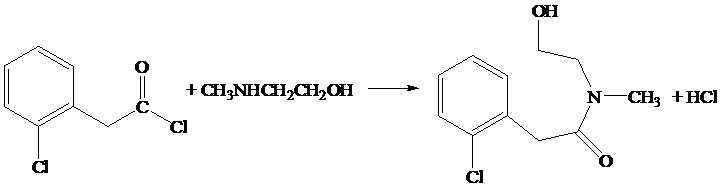 OH
O
+ CH3NHCH2CH2OH
C
Cl
Cl
N
CH3
+ HCl
O
Cl